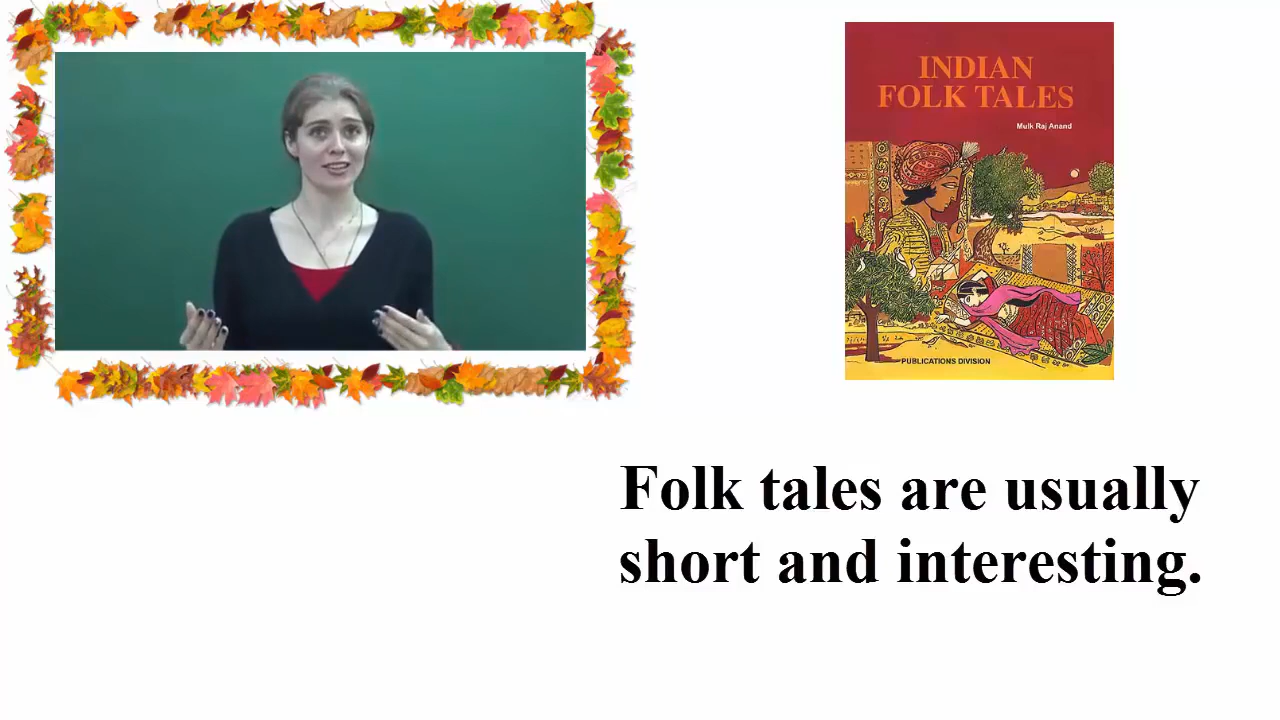 INDIAN
FOLK TALES
Mulk Raj Anand
PUBLICATIONS DIVISION
Folk tales are usually
short and interesting.